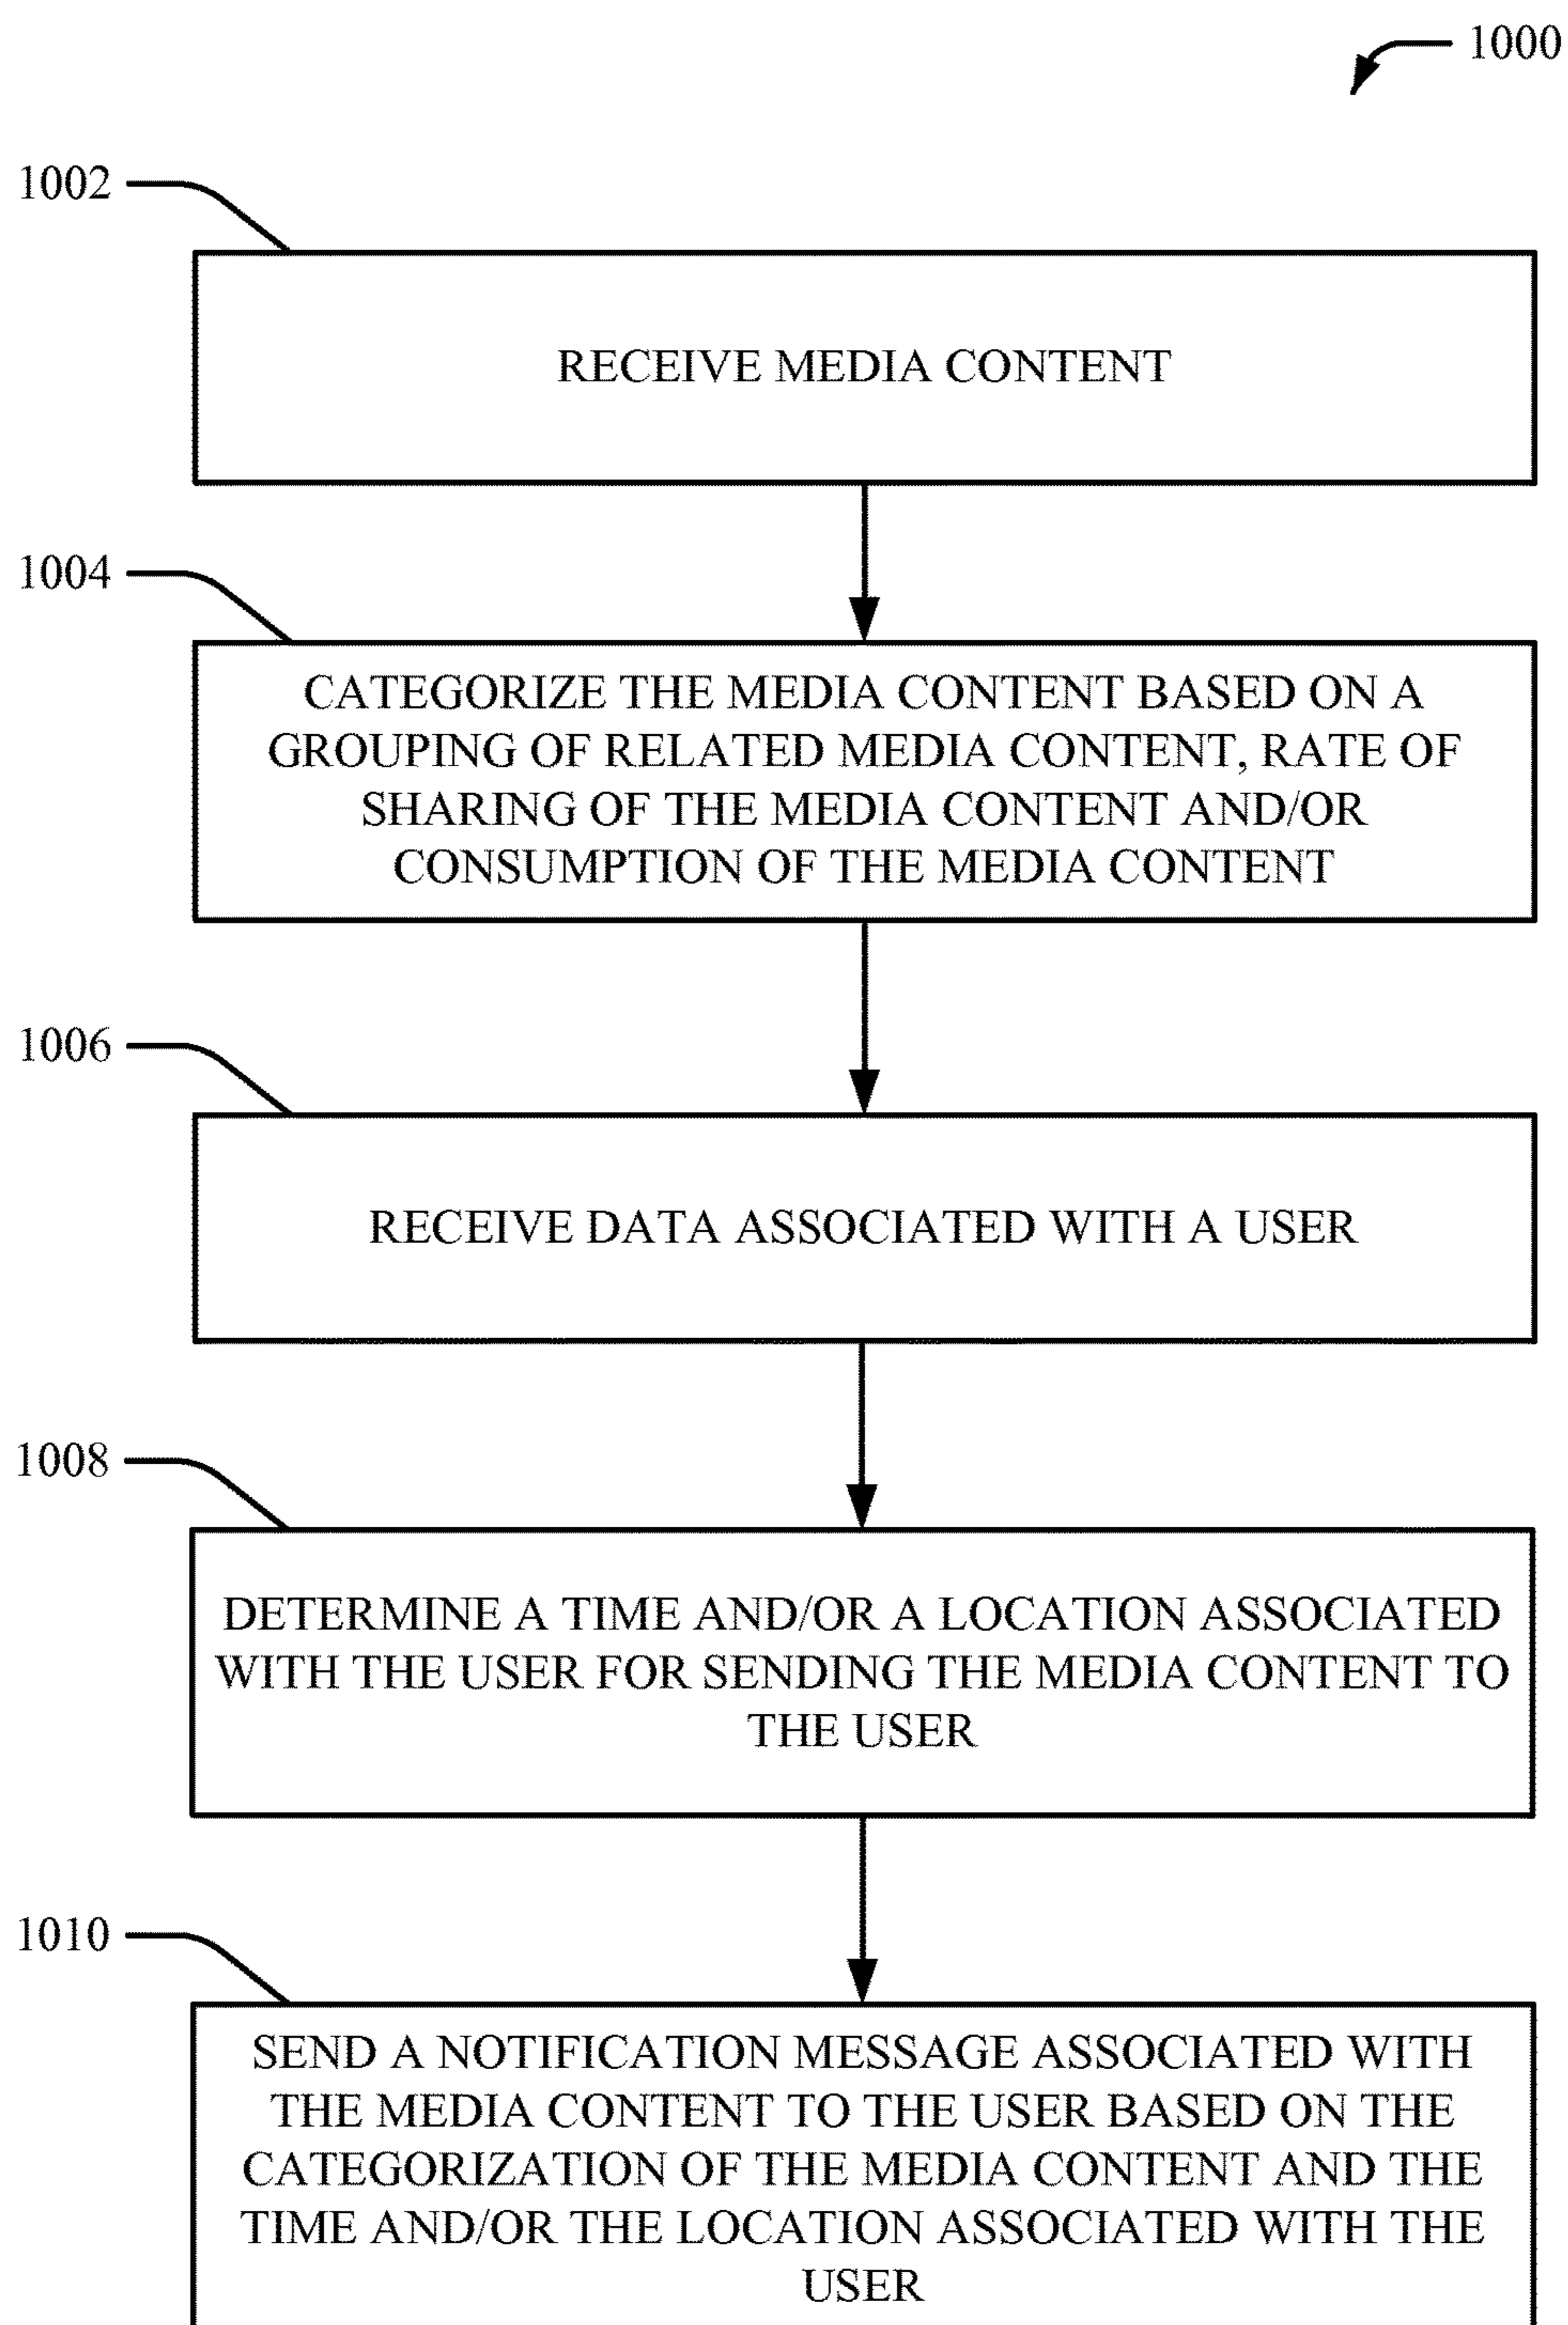 1000
1002
RECEIVE MEDIA CONTENT
1004
CATEGORIZE THE MEDIA CONTENT BASED ON A
GROUPING OF RELATED MEDIA CONTENT, RATE OF
SHARING OF THE MEDIA CONTENT AND/OR
CONSUMPTION OF THE MEDIA CONTENT
1006
RECEIVE DATA ASSOCIATED WITH A USER
1008
DETERMINE A TIME AND/OR A LOCATION ASSOCIATED
WITH THE USER FOR SENDING THE MEDIA CONTENT TO
THE USER
1010
SEND A NOTIFICATION MESSAGE ASSOCIATED WITH
THE MEDIA CONTENT TO THE USER BASED ON THE
CATEGORIZATION OF THE MEDIA CONTENT AND THE
TIME AND/OR THE LOCATION ASSOCIATED WITH THE
USER